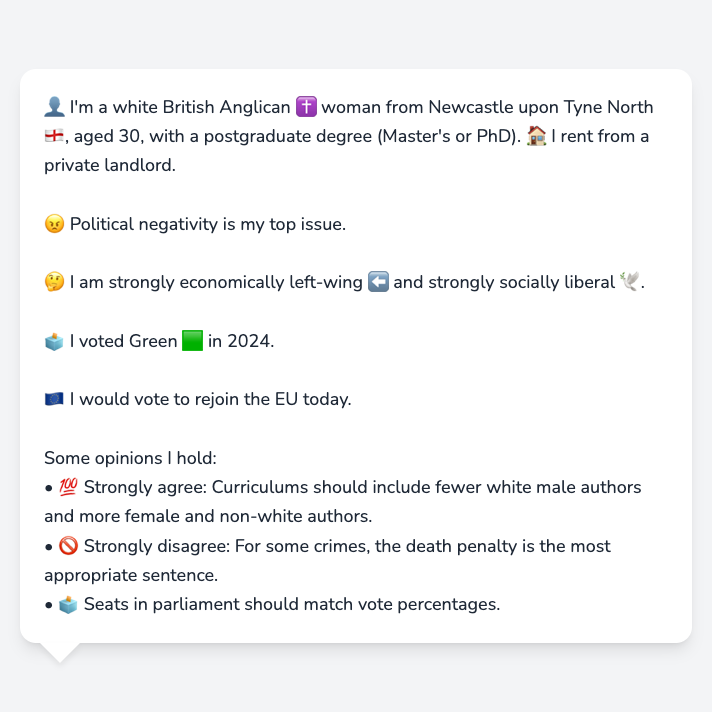 👤 I'm a white British Anglican ✝️ woman from Newcastle upon Tyne North
🏴󠁧󠁢󠁥󠁮󠁧󠁿, aged 30, with a postgraduate degree (Master's or PhD). 🏠 I rent from a
private landlord.
😠 Political negativity is my top issue.
🤔 I am strongly economically left-wing ⬅️ and strongly socially liberal 🕊️.
🗳️ I voted Green 🟩 in 2024.
🇪🇺 I would vote to rejoin the EU today.
Some opinions I hold:
• 💯 Strongly agree: Curriculums should include fewer white male authors
and more female and non-white authors.
• 🚫 Strongly disagree: For some crimes, the death penalty is the most
appropriate sentence.
• 🗳️ Seats in parliament should match vote percentages.